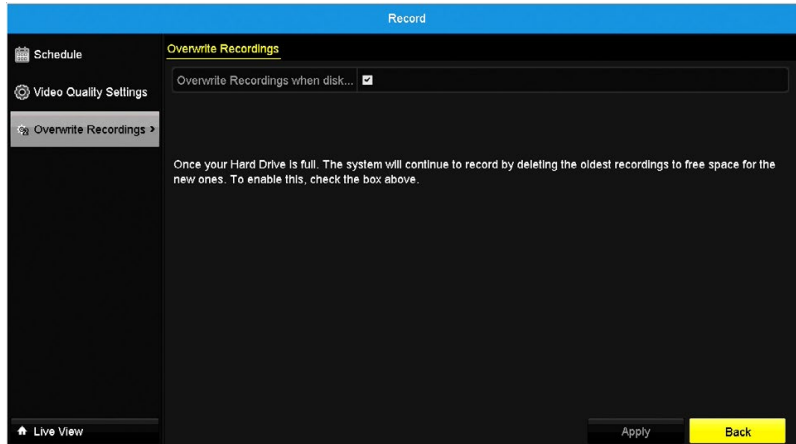 Record
Schedule
Video Quality Settings
Overwrite Recordings >
Live View
Overwrite Recordings
Overwrite Recordings when disk...
Once your Hard Drive is full. The system will continue to record by deleting the oldest recordings to free space for the
new ones. To enable this, check the box above.
Apply
Back